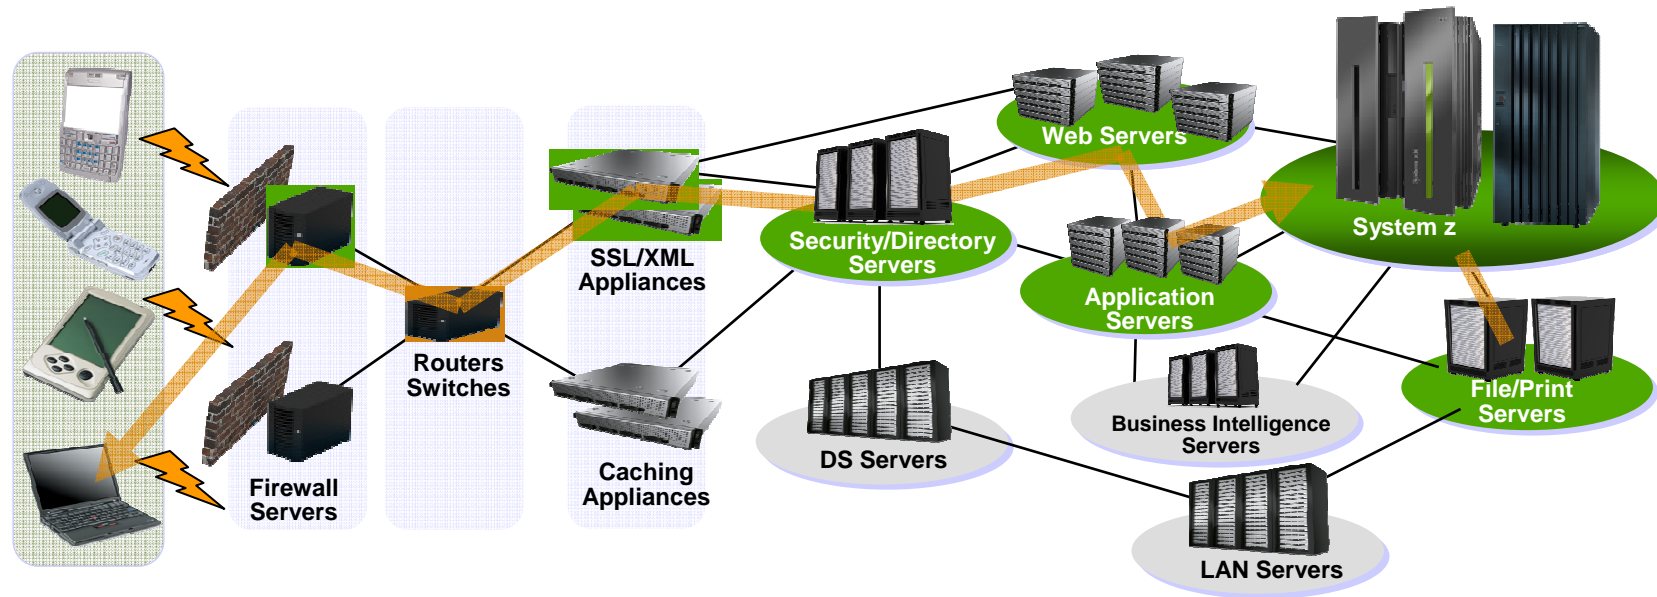 Web Servers
System z
Security/Directory
Servers
SSL/XML
Appliances
Application
Servers
Routers
Switches
File/Print
Servers
Business Intelligence
Servers
DS Servers
Caching
Appliances
Firewall
Servers
LAN Servers